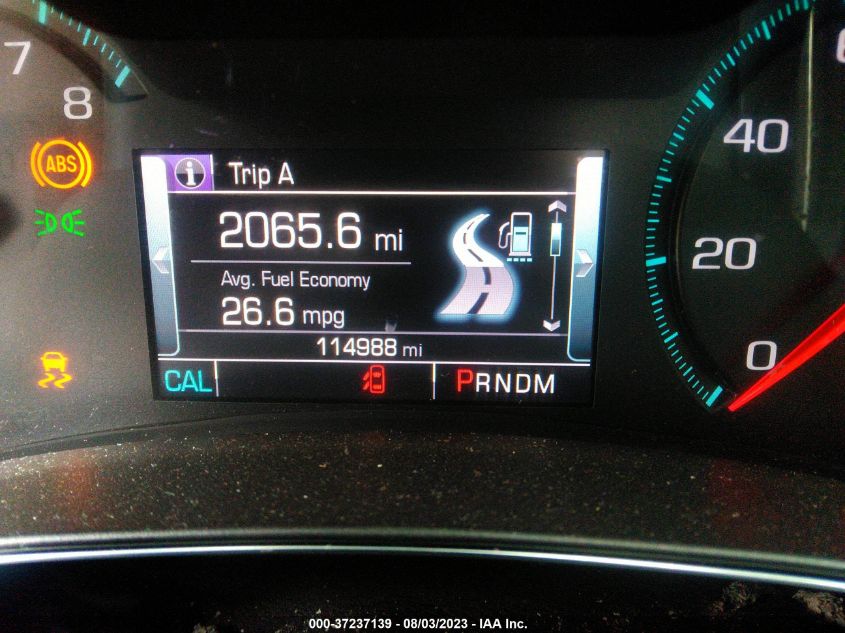 7
8
ABS
Trip A
2065.6 mi
Avg. Fuel Economy
26.6 mpg
114988 mi
CAL
PRNDM
40
20
0
000-37237139 - 08/03/2023 - IAA Inc.